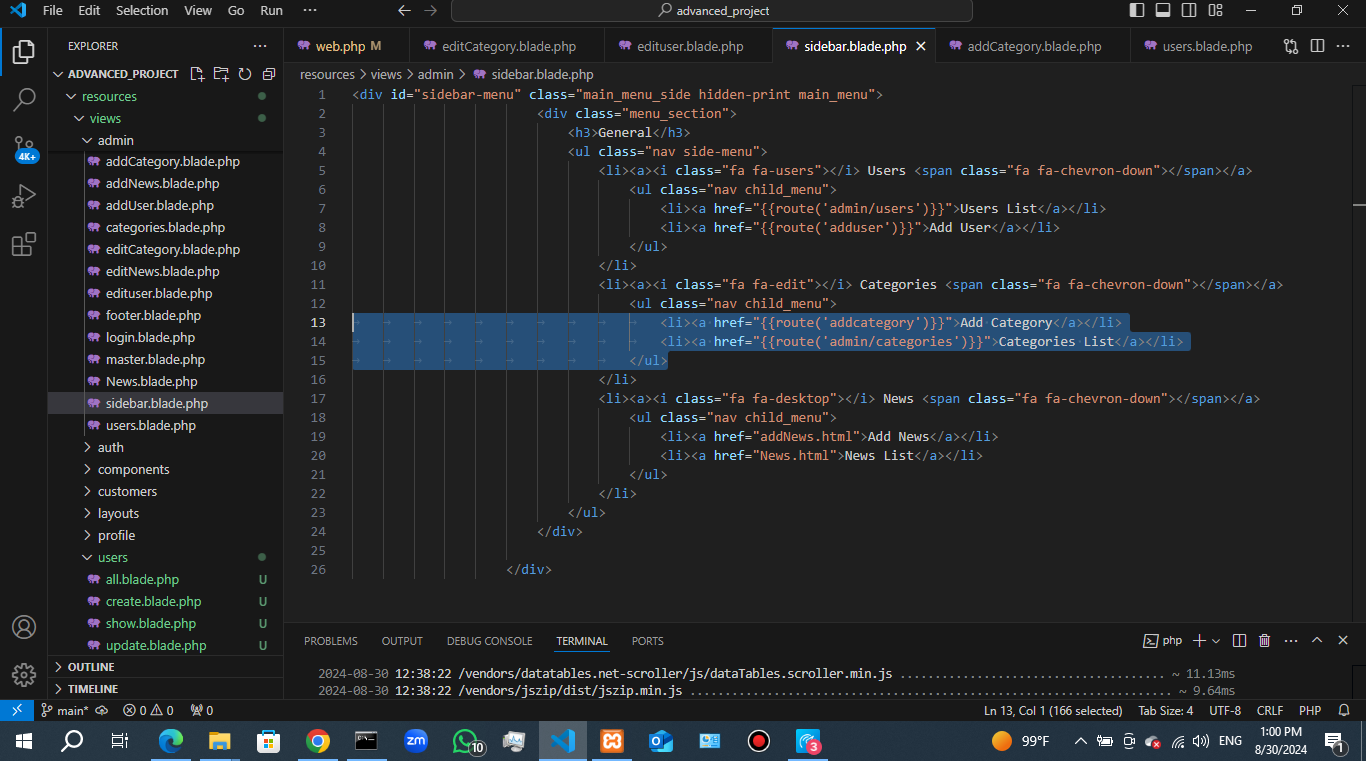 File Edit Selection View Go Run ··· advanced_project
EXPLORER ···
ADVANCED_PROJECT
resources
views
admin
addCategory.blade.php
addNews.blade.php
addUser.blade.php
categories.blade.php
editCategory.blade.php
editNews.blade.php
edituser.blade.php
footer.blade.php
login.blade.php
master.blade.php
News.blade.php
sidebar.blade.php
users.blade.php
auth
components
customers
layouts
profile
users
all.blade.php U
create.blade.php U
show.blade.php U
update.blade.php U
OUTLINE
TIMELINE
4K+
web.php M editCategory.blade.php edituser.blade.php sidebar.blade.php addCategory.blade.php users.blade.php ···
resources > views > admin > sidebar.blade.php
1 <div id="sidebar-menu" class="main_menu_side hidden-print main_menu">
2 <div class="menu_section">
3 <h3>General</h3>
4 <ul class="nav side-menu">
5 <li><a><i class="fa fa-users"></i> Users <span class="fa fa-chevron-down"></span></a>
6 <ul class="nav child_menu">
7 <li><a href="{{route('admin/users')}}">Users List</a></li>
8 <li><a href="{{route('adduser')}}">Add User</a></li>
9 </ul>
10 </li>
11 <li><a><i class="fa fa-edit"></i> Categories <span class="fa fa-chevron-down"></span></a>
12 <ul class="nav child_menu">
13 <li><a href="{{route('addcategory')}}">Add Category</a></li>
14 <li><a href="{{route('admin/categories')}}">Categories List</a></li>
15 </ul>
16 </li>
17 <li><a><i class="fa fa-desktop"></i> News <span class="fa fa-chevron-down"></span></a>
18 <ul class="nav child_menu">
19 <li><a href="addNews.html">Add News</a></li>
20 <li><a href="News.html">News List</a></li>
21 </ul>
22 </li>
23 </ul>
24 </div>
25
26 </div>
PROBLEMS OUTPUT DEBUG CONSOLE TERMINAL PORTS php ···
2024-08-30 12:38:22 /vendors/datatables.net-scroller/js/dataTables.scroller.min.js ................................... ~ 11.13ms
2024-08-30 12:38:22 /vendors/jszip/dist/jszip.min.js .............................................................. ~ 9.64ms
main* 0 0 0 Ln 13, Col 1 (166 selected) Tab Size: 4 UTF-8 CRLF PHP
zm 10 3 99°F ENG 1:00 PM
8/30/2024 1